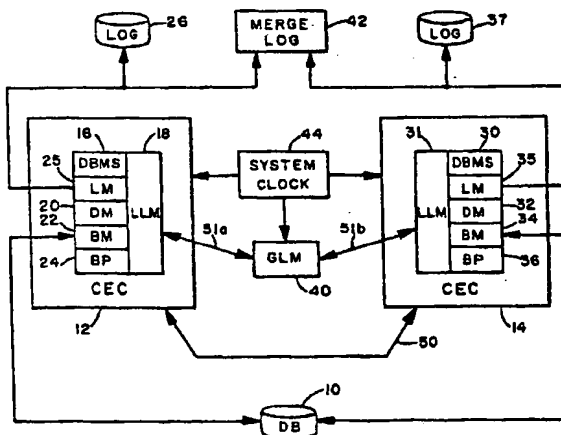 LOG 26
MERGE LOG 42
LOG 37
16 18
DBMS
25 LM
20 DM
22 BM
24 BP
LLM
CEC
12
44
SYSTEM CLOCK
51a
51b
GLM
40
31 30
DBMS
LM 35
DM 32
BM 34
BP 36
LLM
CEC
14
50
10
DB